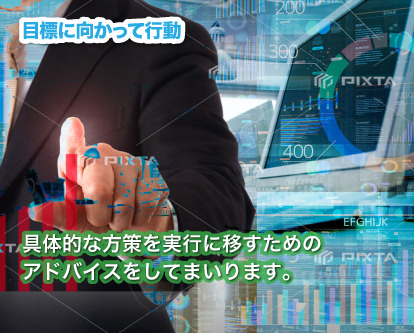 目標に向かって行動
200
300
PIXTA
PIXTA
400
EFGHIJK
PIXTA
具体的な方策を実行に移すための
アドバイスをしてまいります。